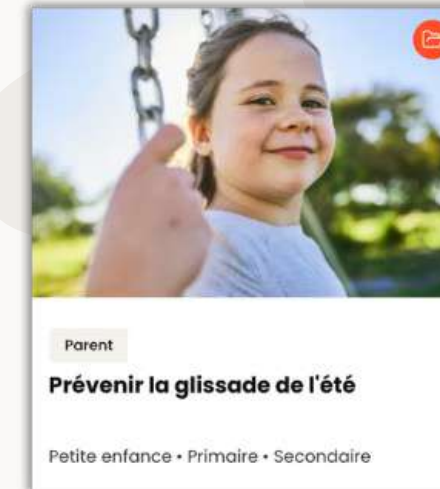 Parent
Prévenir la glissade de l'été
Petite enfance • Primaire • Secondaire